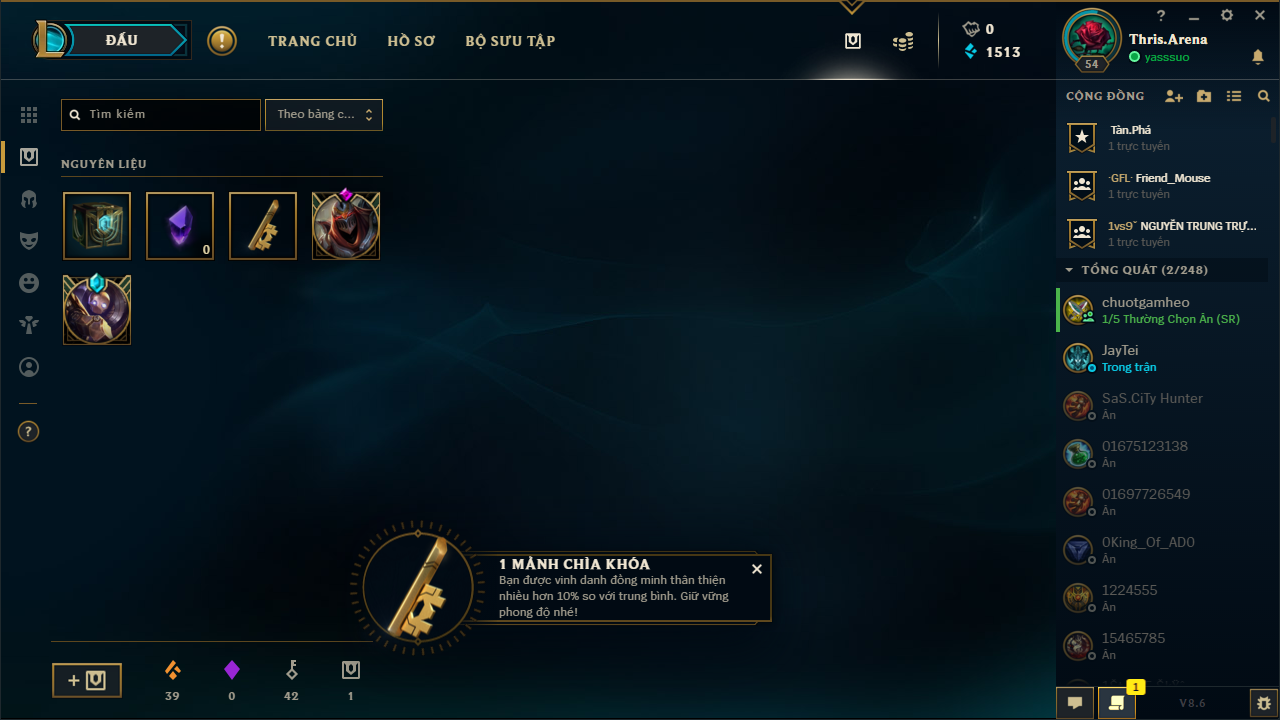 ĐẤU
!
TRANG CHỦ
HỒ SƠ
BỘ SƯU TẬP
0
1513
?
54
Thris.Arena
yasssuo
CỘNG ĐỒNG
Tàn.Phá
1 trực tuyến
·GFL· Friend_Mouse
1 trực tuyến
1vs9ˇ NGUYỄN TRUNG TRỰ...
1 trực tuyến
TỔNG QUÁT (2/248)
chuotgamheo
1/5 Thường Chọn Ẩn (SR)
JayTei
Trong trận
SaS.CiTy Hunter
Ẩn
01675123138
Ẩn
01697726549
Ẩn
0King_Of_AD0
Ẩn
1224555
Ẩn
15465785
Ẩn
1
V8.6
Tìm kiếm
Theo bảng c...
NGUYÊN LIỆU
0
?
1 MẢNH CHÌA KHÓA
Bạn được vinh danh đồng minh thân thiện
nhiều hơn 10% so với trung bình. Giữ vững
phong độ nhé!
+
39
0
42
1